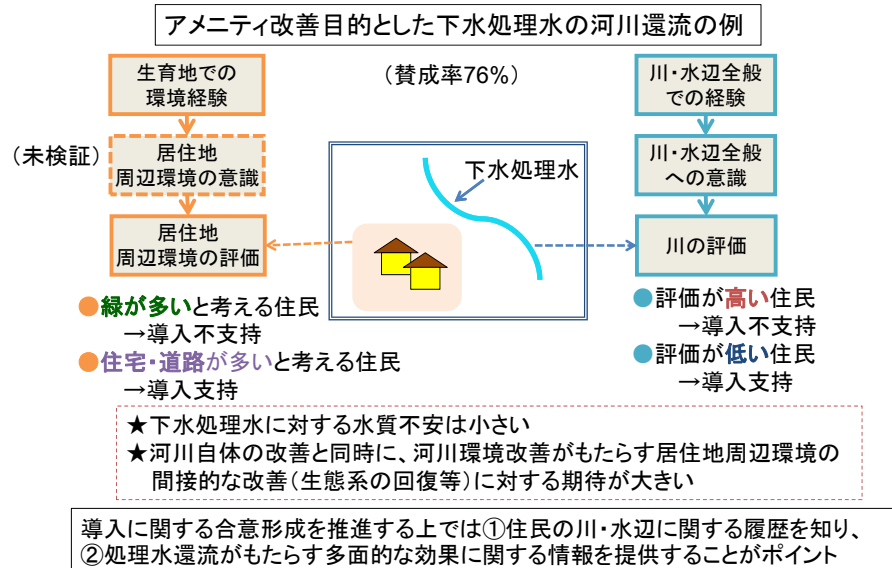 アメニティ改善目的とした下水処理水の河川還流の例
生育地での
環境経験
(賛成率76%)
川・水辺全般
での経験
(未検証)
居住地
周辺環境の意識
下水処理水
川・水辺全般
への意識
居住地
周辺環境の評価
川の評価
●緑が多いと考える住民
→導入不支持
●住宅・道路が多いと考える住民
→導入支持
●評価が高い住民
→導入不支持
●評価が低い住民
→導入支持
★下水処理水に対する水質不安は小さい
★河川自体の改善と同時に、河川環境改善がもたらす居住地周辺環境の
間接的な改善(生態系の回復等)に対する期待が大きい
導入に関する合意形成を推進する上では①住民の川・水辺に関する履歴を知り、
②処理水還流がもたらす多面的な効果に関する情報を提供することがポイント